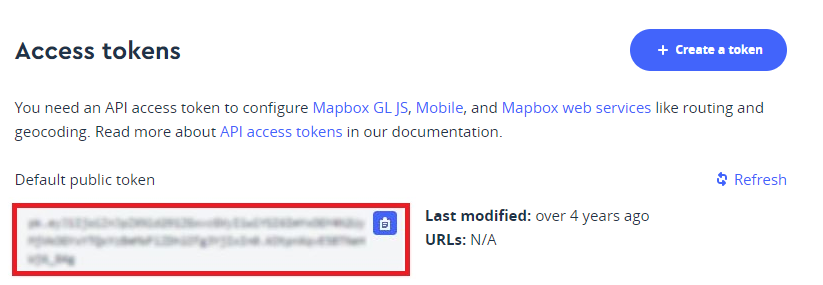 Access tokens
+ Create a token
You need an API access token to configure Mapbox GL JS, Mobile, and Mapbox web services like routing and
geocoding. Read more about API access tokens in our documentation.
Default public token
Refresh
Last modified: over 4 years ago
URLs: N/A